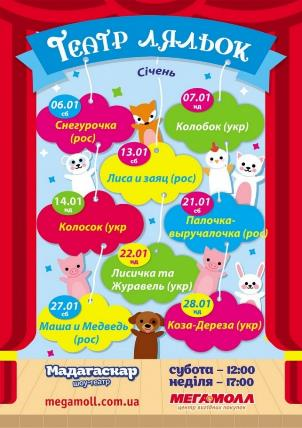 Театр ляльок
Січень
06.01
сб
Снегурочка
(рос)
07.01
нд
Колобок (укр)
13.01
сб
Лиса и заяц (рос)
14.01
нд
Колосок (укр
21.01
сб
Палочка-
выручалочка (рос)
22.01
нд
Лисичка та
Журавель (укр)
27.01
сб
Маша и Медведь
(рос)
28.01
нд
Коза-Дереза (укр)
Мадагаскар
шоу-театр
megamoll.com.ua
субота – 12:00
неділя – 17:00
МЕГАМОЛЛ
центр вигідних покупок